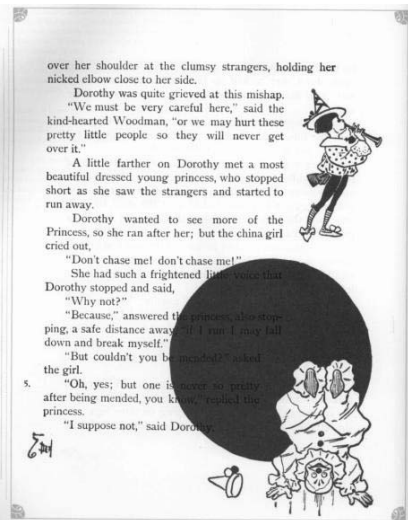 over her shoulder at the clumsy strangers, holding her
nicked elbow close to her side.
Dorothy was quite grieved at this mishap.
"We must be very careful here," said the
kind-hearted Woodman, "or we may hurt these
pretty little people so they will never get
over it."
A little farther on Dorothy met a most
beautiful dressed young princess, who stopped
short as she saw the strangers and started to
run away.
Dorothy wanted to see more of the
Princess, so she ran after her; but the china girl
cried out,
"Don't chase me! don't chase me!"
She had such a frightened little voice that
Dorothy stopped and said,
"Why not?"
"Because," answered the princess, also stop-
ping, a safe distance away, "if I run I may fall
down and break myself."
"But couldn't you be mended?" asked
the girl.
5. "Oh, yes; but one is never so pretty
after being mended, you know," replied the
princess.
"I suppose not," said Dorothy.